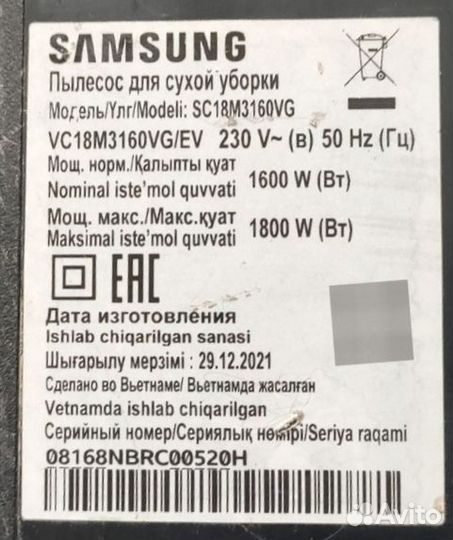 SAMSUNG
Пылесос для сухой уборки
Модель/Үлг/Modeli: SC18M3160VG
VC18M3160VG/EV 230 V~ (в) 50 Hz (Гц)
Мощ. норм./Қалыпты қуат
Nominal iste'mol quvvati 1600 W (Вт)
Мощ. макс./Макс.қуат
Maksimal iste'mol quvvati 1800 W (Вт)
EAC
Дата изготовления
Ishlab chiqarilgan sanasi
Шығарылу мерзімі : 29.12.2021
Сделано во Вьетнаме/ Вьетнамда жасалған
Vetnamda ishlab chiqarilgan
Серийный номер/Сериялық нөмірі/Seriya raqami
08168NBRC00520H
Avito